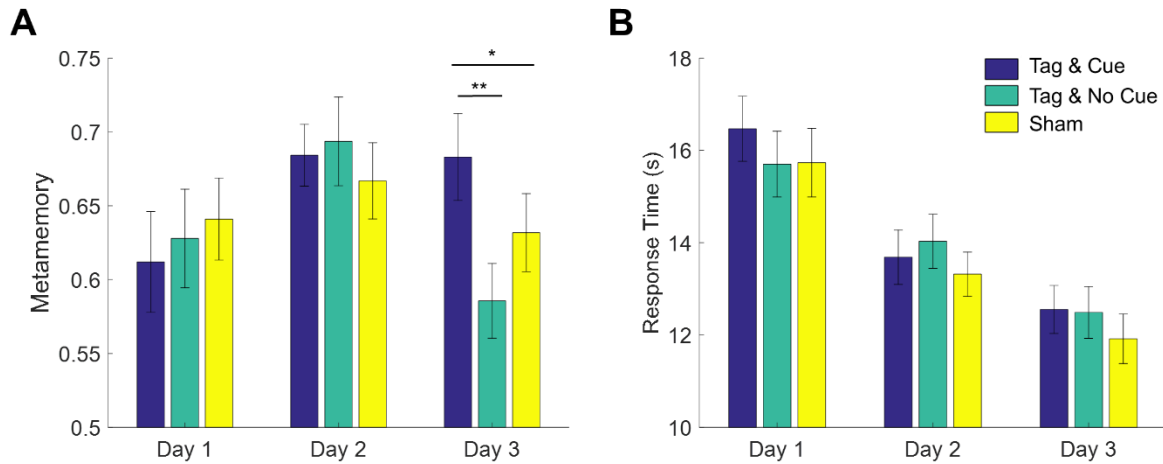 A
Metamemory
0.75
0.7
0.65
0.6
0.55
0.5
*
**
Day 1 Day 2 Day 3
B
Response Time (s)
18
16
14
12
10
Tag & Cue
Tag & No Cue
Sham
Day 1 Day 2 Day 3